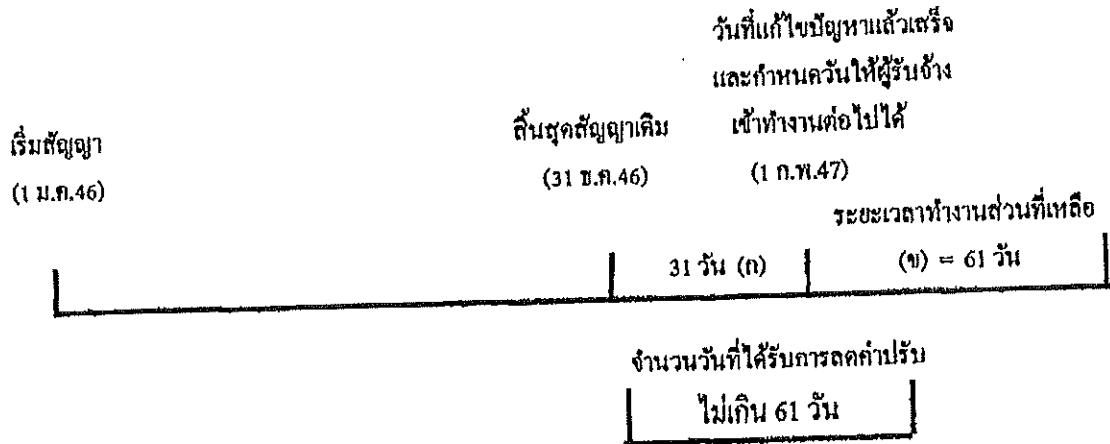 วันที่แก้ไขปัญหาแล้วเสร็จ
และกำหนดวันให้ผู้รับจ้าง
เข้าทำงานต่อไปได้
(1 ก.พ.47)
เริ่มสัญญา
(1 ม.ค.46)
สิ้นสุดสัญญาเดิม
(31 ธ.ค.46)
ระยะเวลาทำงานส่วนที่เหลือ
(ข) = 61 วัน
31 วัน (ก)
จำนวนวันที่ได้รับการลดค่าปรับ
ไม่เกิน 61 วัน